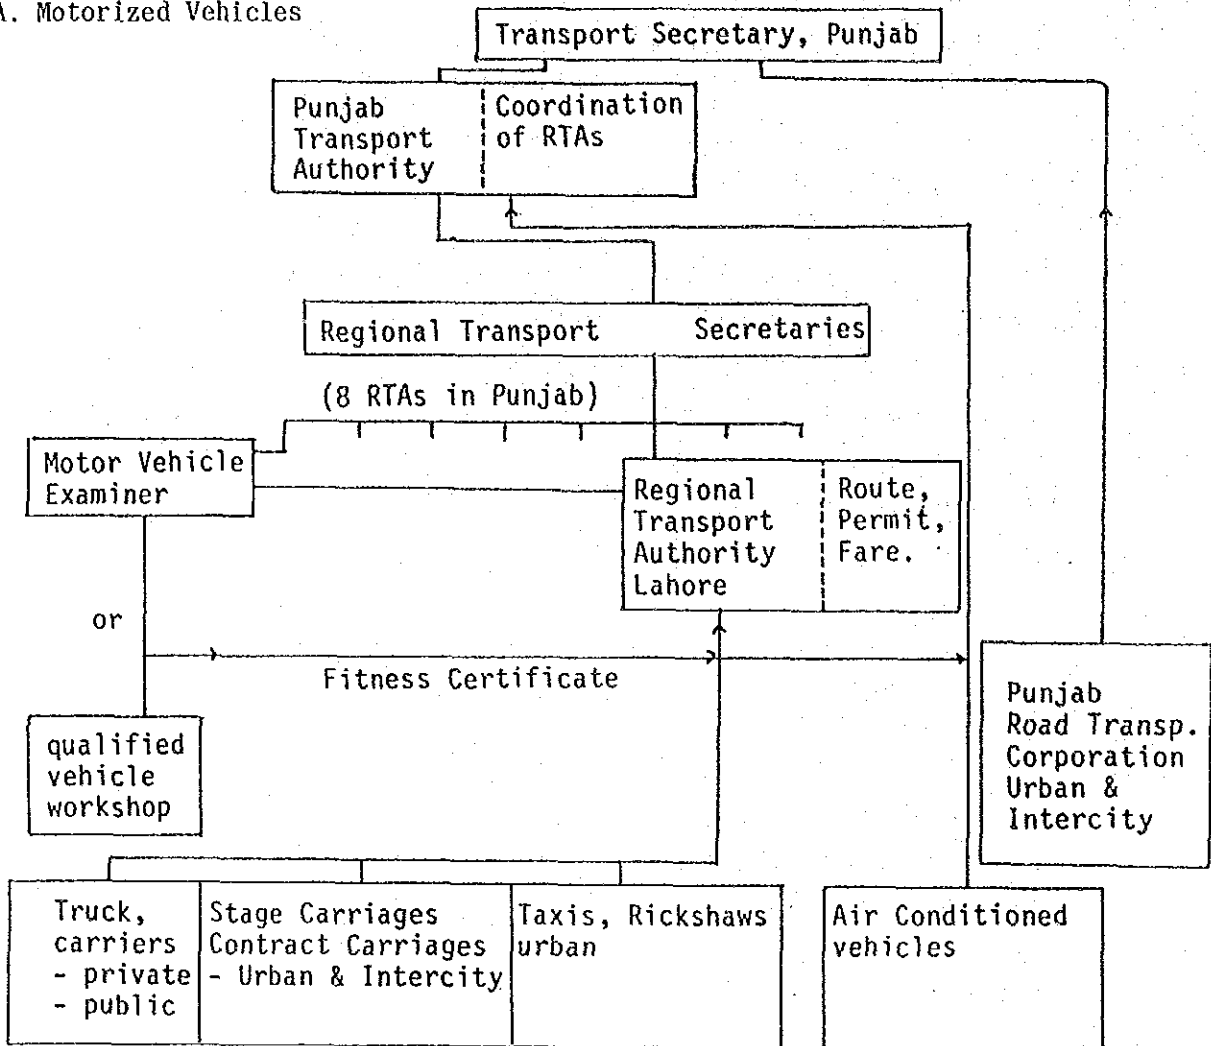 A. Motorized Vehicles
Transport Secretary, Punjab
Punjab
Transport
Authority
Coordination
of RTAs
Regional Transport Secretaries
(8 RTAs in Punjab)
Motor Vehicle
Examiner
Regional
Transport
Authority
Lahore
Route,
Permit,
Fare.
or
Fitness Certificate
qualified
vehicle
workshop
Punjab
Road Transp.
Corporation
Urban &
Intercity
Truck,
carriers
- private
- public
Stage Carriages
Contract Carriages
- Urban & Intercity
Taxis, Rickshaws
urban
Air Conditioned
vehicles